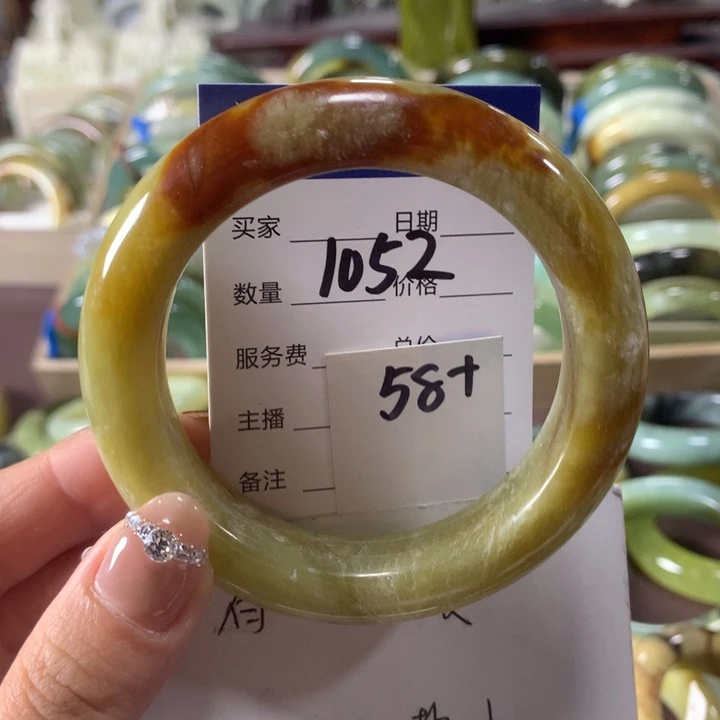 买家 日期
1052
数量 价格
服务费 总价
58+
主播
备注